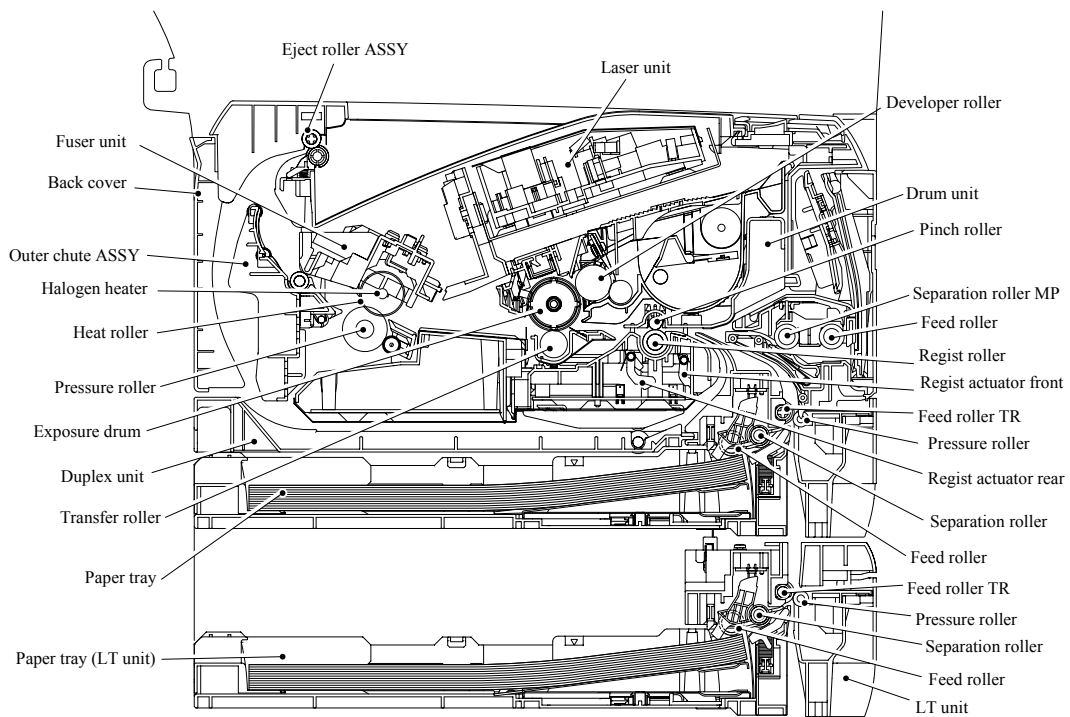 Eject roller ASSY
Laser unit
Developer roller
Fuser unit
Back cover
Drum unit
Pinch roller
Outer chute ASSY
Halogen heater
Separation roller MP
Feed roller
Heat roller
Regist roller
Pressure roller
Regist actuator front
Feed roller TR
Exposure drum
Pressure roller
Duplex unit
Regist actuator rear
Transfer roller
Separation roller
Feed roller
Paper tray
Feed roller TR
Pressure roller
Separation roller
Paper tray (LT unit)
Feed roller
LT unit